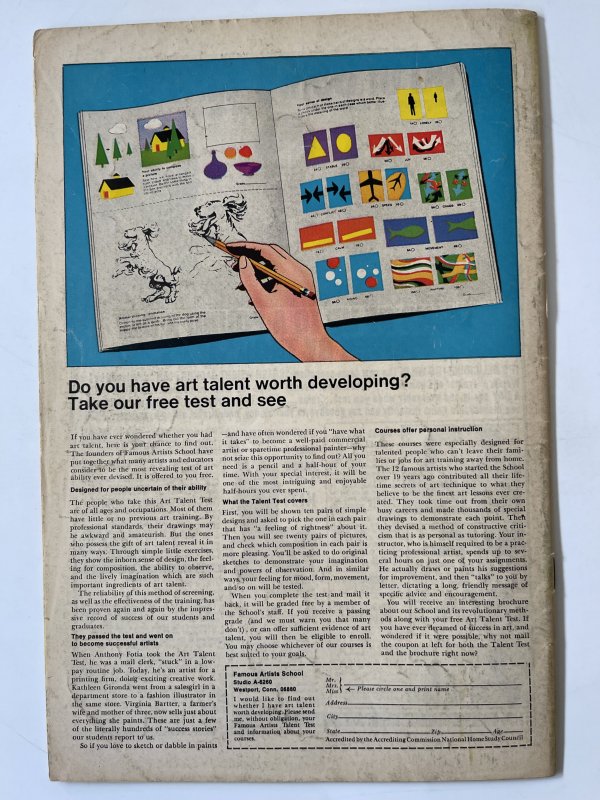 Your ability to complete
a picture
Your sense of design
LONELY
STABLE
JOY
CONFLICT
SPEED
CHAOS
CALM
MOVEMENT
RHYTHM
Do you have art talent worth developing?
Take our free test and see
If you have ever wondered whether you had
art talent, here is your chance to find out.
The founders of Famous Artists School have
put together what many artists and educators
consider to be the most revealing test of art
ability ever devised. It is offered to you free.
Designed for people uncertain of their ability
The people who take this Art Talent Test
are of all ages and occupations. Most of them
have little or no previous art training. By
professional standards, their drawings may
be awkward and amateurish. But the ones
who possess the gift of art talent reveal it in
many ways. Through simple little exercises,
they show the inborn sense of design, the feel-
ing for composition, the ability to observe,
and the lively imagination which are such
important ingredients of art talent.
The reliability of this method of screening,
as well as the effectiveness of the training, has
been proven again and again by the impres-
sive record of success of our students and
graduates.
They passed the test and went on
to become successful artists
When Anthony Fotia took the Art Talent
Test, he was a mail clerk, "stuck" in a low-
pay routine job. Today, he's an artist for a
printing firm, doing exciting creative work.
Kathleen Gironda went from a salesgirl in a
department store to a fashion illustrator in
the same store. Virginia Bartter, a farmer's
wife and mother of three, now sells just about
everything she paints. These are just a few
of the literally hundreds of "success stories"
our students report to us.
So if you love to sketch or dabble in paints
—and have often wondered if you "have what
it takes" to become a well-paid commercial
artist or sparetime professional painter—why
not seize this opportunity to find out? All you
need is a pencil and a half-hour of your
time. With your special interest, it will be
one of the most intriguing and enjoyable
half-hours you ever spent.
What the Talent Test covers
First, you will be shown ten pairs of simple
designs and asked to pick the one in each pair
that has "a feeling of rightness" about it.
Then you will see twenty pairs of pictures,
and check which composition in each pair is
more pleasing. You'll be asked to do original
sketches to demonstrate your imagination
and powers of observation. And in similar
ways, your feeling for mood, form, movement,
and so on will be tested.
When you complete the test and mail it
back, it will be graded free by a member of
the School's staff. If you receive a passing
grade (and we must warn you that many
don't), or can offer sufficient evidence of art
talent, you will then be eligible to enroll.
You may choose whichever of our courses is
best suited to your goals.
Courses offer personal instruction
These courses were especially designed for
talented people who can't leave their fami-
lies or jobs for art training away from home.
The 12 famous artists who started the School
over 19 years ago contributed all their life-
time secrets of art technique to what they
believe to be the finest art lessons ever cre-
ated. They took time out from their own
busy careers and made thousands of special
drawings to demonstrate each point. Then
they devised a method of constructive criti-
cism that is as personal as tutoring. Your in-
structor, who is himself required to be a prac-
ticing professional artist, spends up to sev-
eral hours on just one of your assignments.
He actually draws or paints his suggestions
for improvement, and then "talks" to you by
letter, dictating a long, friendly message of
specific advice and encouragement.
You will receive an interesting brochure
about our School and its revolutionary meth-
ods along with your free Art Talent Test. If
you have ever dreamed of success in art, and
wondered if it were possible, why not mail
the coupon at left for both the Talent Test
and the brochure right now?
Famous Artists School
Studio A-6260
Westport, Conn. 06880
I would like to find out
whether I have art talent
worth developing. Please send
me, without obligation, your
Famous Artists Talent Test
and information about your
courses.
Mr.
Mrs.
Miss
Please circle one and print name
Address
City
State Zip Age
Accredited by the Accrediting Commission National Home Study Council